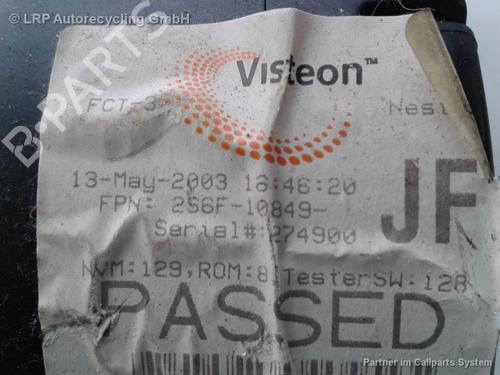 © LRP Autorecycling GmbH
Visteon™
FCT-3
B-PARTS
13-May-2003 16:46:20
FPN: 2S6F-10849-
JF
Serial#:274900
NVM:129,ROM:8 TesterSW:128
PASSED
Partner im Callparts System